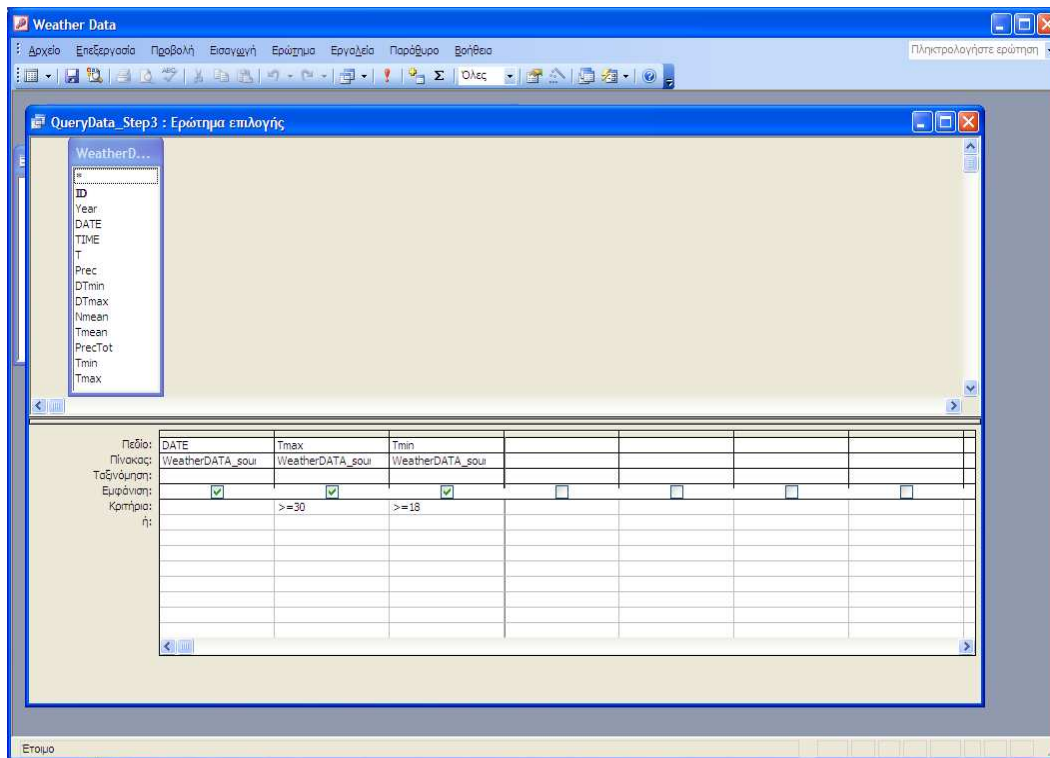 Weather Data
Αρχείο Επεξεργασία Προβολή Εισαγωγή Ερώτημα Εργαλεία Παράθυρο Βοήθεια Πληκτρολογήστε ερώτηση
Σ Όλες
QueryData_Step3 : Ερώτημα επιλογής
WeatherD...
*
ID
Year
DATE
TIME
T
Prec
DTmin
DTmax
Nmean
Tmean
PrecTot
Tmin
Tmax
Πεδίο: DATE Tmax Tmin
Πίνακας: WeatherDATA_sour WeatherDATA_sour WeatherDATA_sour
Ταξινόμηση:
Εμφάνιση:
Κριτήρια: >=30 >=18
ή:
Έτοιμο